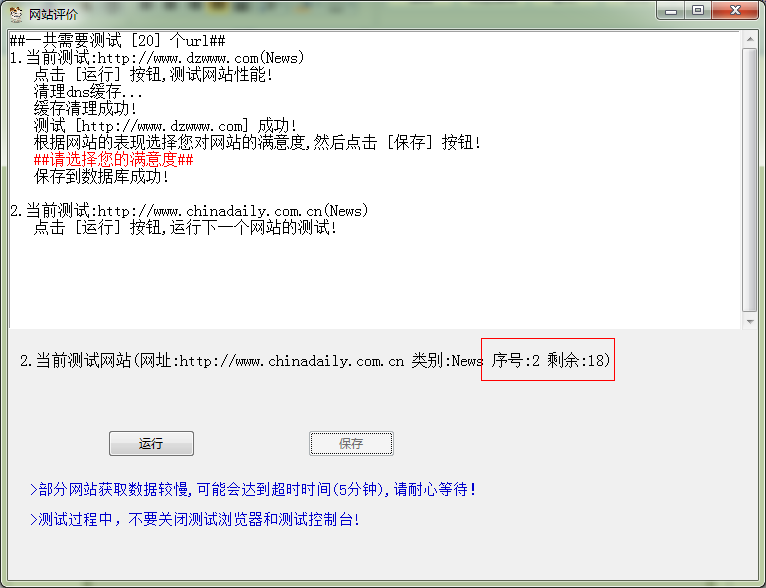 网站评价
##一共需要测试 [20] 个url##
1.当前测试:http://www.dzwww.com(News)
点击 [运行] 按钮,测试网站性能!
清理dns缓存...
缓存清理成功!
测试 [http://www.dzwww.com] 成功!
根据网站的表现选择您对网站的满意度,然后点击 [保存] 按钮!
##请选择您的满意度##
保存到数据库成功!
2.当前测试:http://www.chinadaily.com.cn(News)
点击 [运行] 按钮,运行下一个网站的测试!
2.当前测试网站(网址:http://www.chinadaily.com.cn 类别:News 序号:2 剩余:18)
运行 保存
>部分网站获取数据较慢,可能会达到超时时间(5分钟),请耐心等待!
>测试过程中，不要关闭测试浏览器和测试控制台!